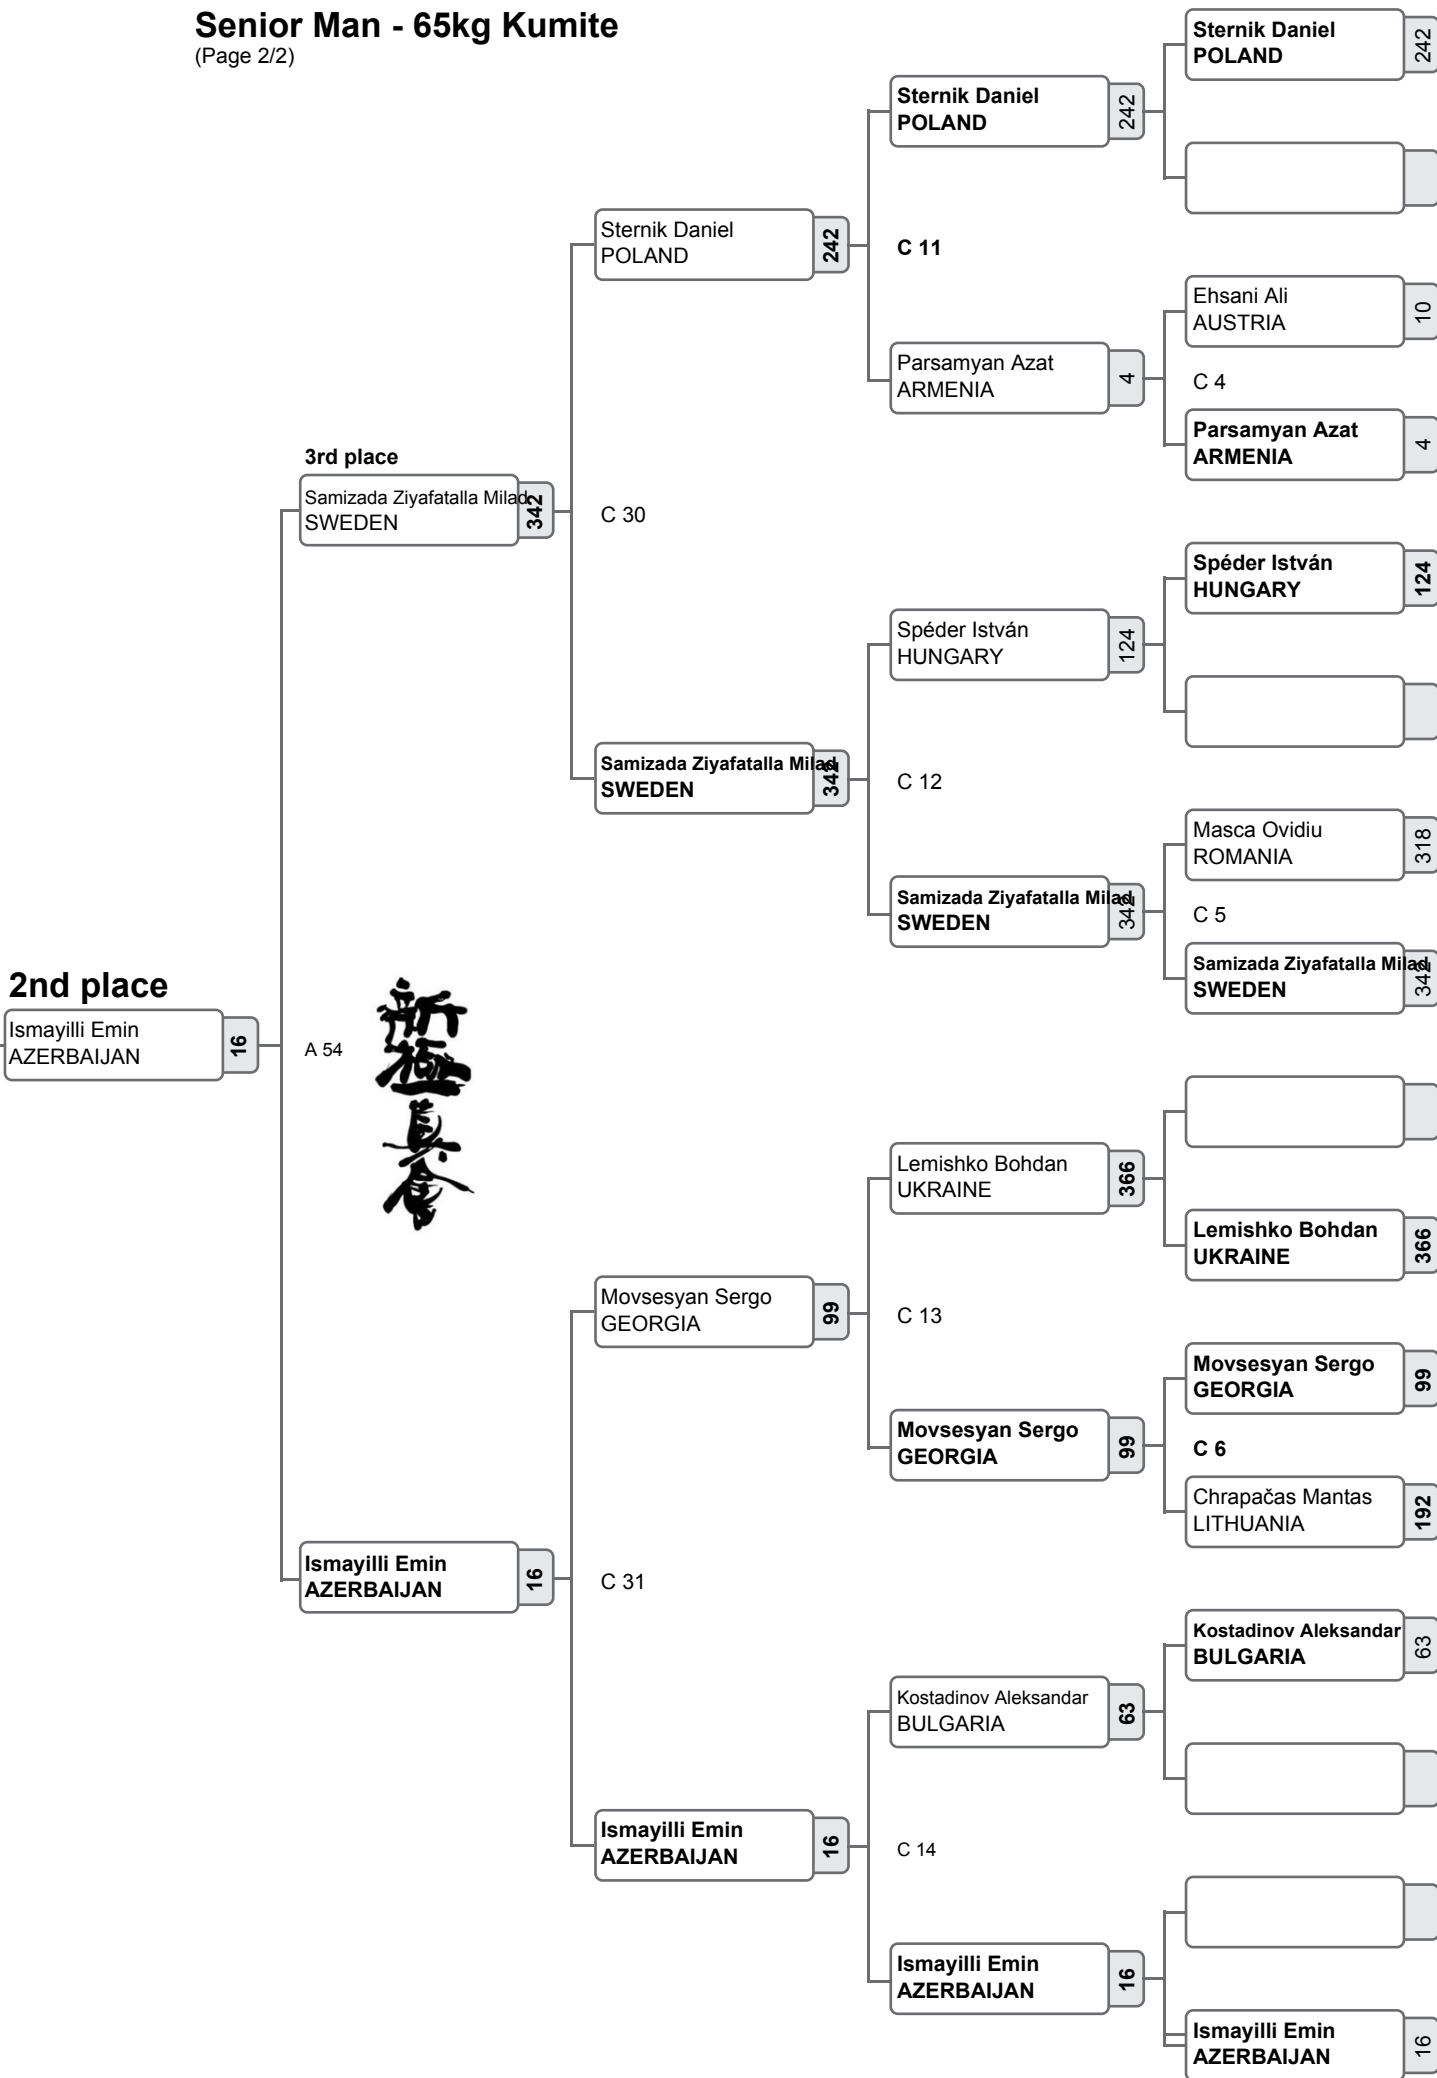 Senior Man - 65kg Kumite
(Page 2/2)
2nd place
Ismayilli Emin
AZERBAIJAN
16
3rd place
Samizada Ziyafatalla Milad
SWEDEN
342
A 54
新極真會
Ismayilli Emin
AZERBAIJAN
16
Sternik Daniel
POLAND
242
C 30
Samizada Ziyafatalla Milad
SWEDEN
342
Movsesyan Sergo
GEORGIA
99
C 31
Ismayilli Emin
AZERBAIJAN
16
Sternik Daniel
POLAND
242
C 11
Parsamyan Azat
ARMENIA
4
Spéder István
HUNGARY
124
C 12
Samizada Ziyafatalla Milad
SWEDEN
342
Lemishko Bohdan
UKRAINE
366
C 13
Movsesyan Sergo
GEORGIA
99
Kostadinov Aleksandar
BULGARIA
63
C 14
Ismayilli Emin
AZERBAIJAN
16
Sternik Daniel
POLAND
242
Ehsani Ali
AUSTRIA
10
C 4
Parsamyan Azat
ARMENIA
4
Spéder István
HUNGARY
124
Masca Ovidiu
ROMANIA
318
C 5
Samizada Ziyafatalla Milad
SWEDEN
342
Lemishko Bohdan
UKRAINE
366
Movsesyan Sergo
GEORGIA
99
C 6
Chrapačas Mantas
LITHUANIA
192
Kostadinov Aleksandar
BULGARIA
63
Ismayilli Emin
AZERBAIJAN
16